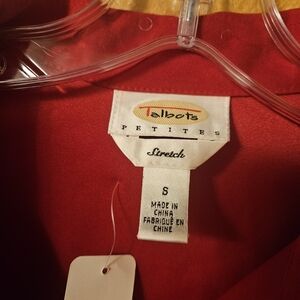 Talbots
PETITES
Stretch
S
MADE IN
CHINA
FABRIQUÉ EN
CHINE